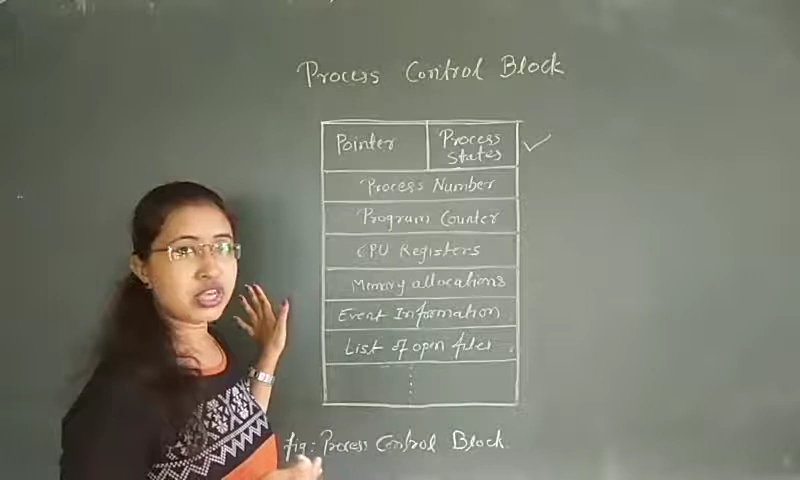 Process Control Block
Pointer
Process
States
Process Number
Program Counter
CPU Registers
Memory allocations
Event Information
List of open files
fig: Process Control Block.